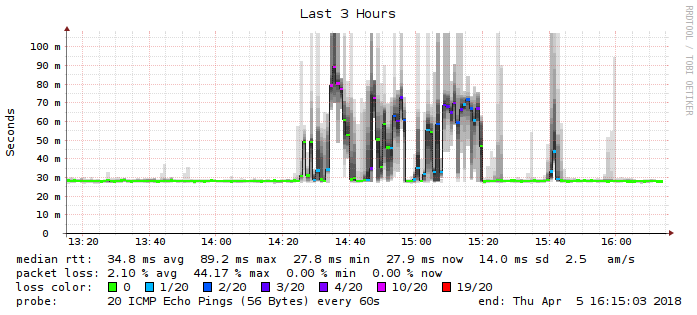 Last 3 Hours
RRDTOOL / TOBI OETIKER
Seconds
100 m
90 m
80 m
70 m
60 m
50 m
40 m
30 m
20 m
10 m
0
13:20 13:40 14:00 14:20 14:40 15:00 15:20 15:40 16:00
median rtt: 34.8 ms avg 89.2 ms max 27.8 ms min 27.9 ms now 14.0 ms sd 2.5 am/s
packet loss: 2.10 % avg 44.17 % max 0.00 % min 0.00 % now
loss color: 0 1/20 2/20 3/20 4/20 10/20 19/20
probe: 20 ICMP Echo Pings (56 Bytes) every 60s end: Thu Apr 5 16:15:03 2018